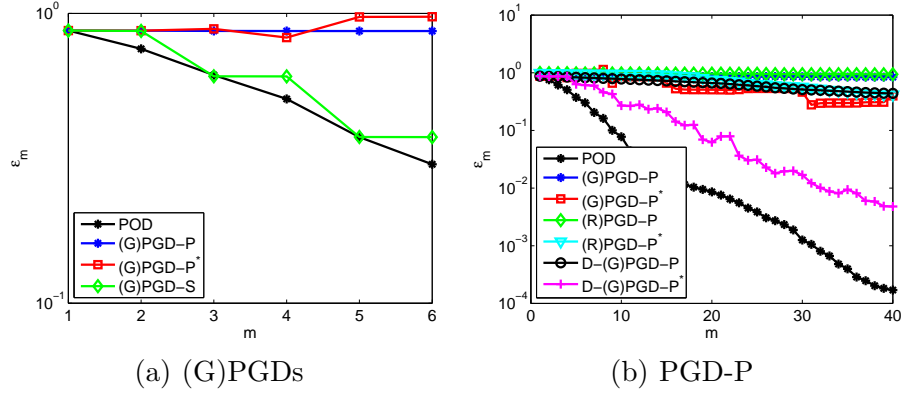 10^0
10^-1
ε_m
1 2 3 4 5 6
m
POD
(G)PGD-P
(G)PGD-P*
(G)PGD-S
(a) (G)PGDs
10^1
10^0
10^-1
10^-2
10^-3
10^-4
ε_m
0 10 20 30 40
m
POD
(G)PGD-P
(G)PGD-P*
(R)PGD-P
(R)PGD-P*
D-(G)PGD-P
D-(G)PGD-P*
(b) PGD-P